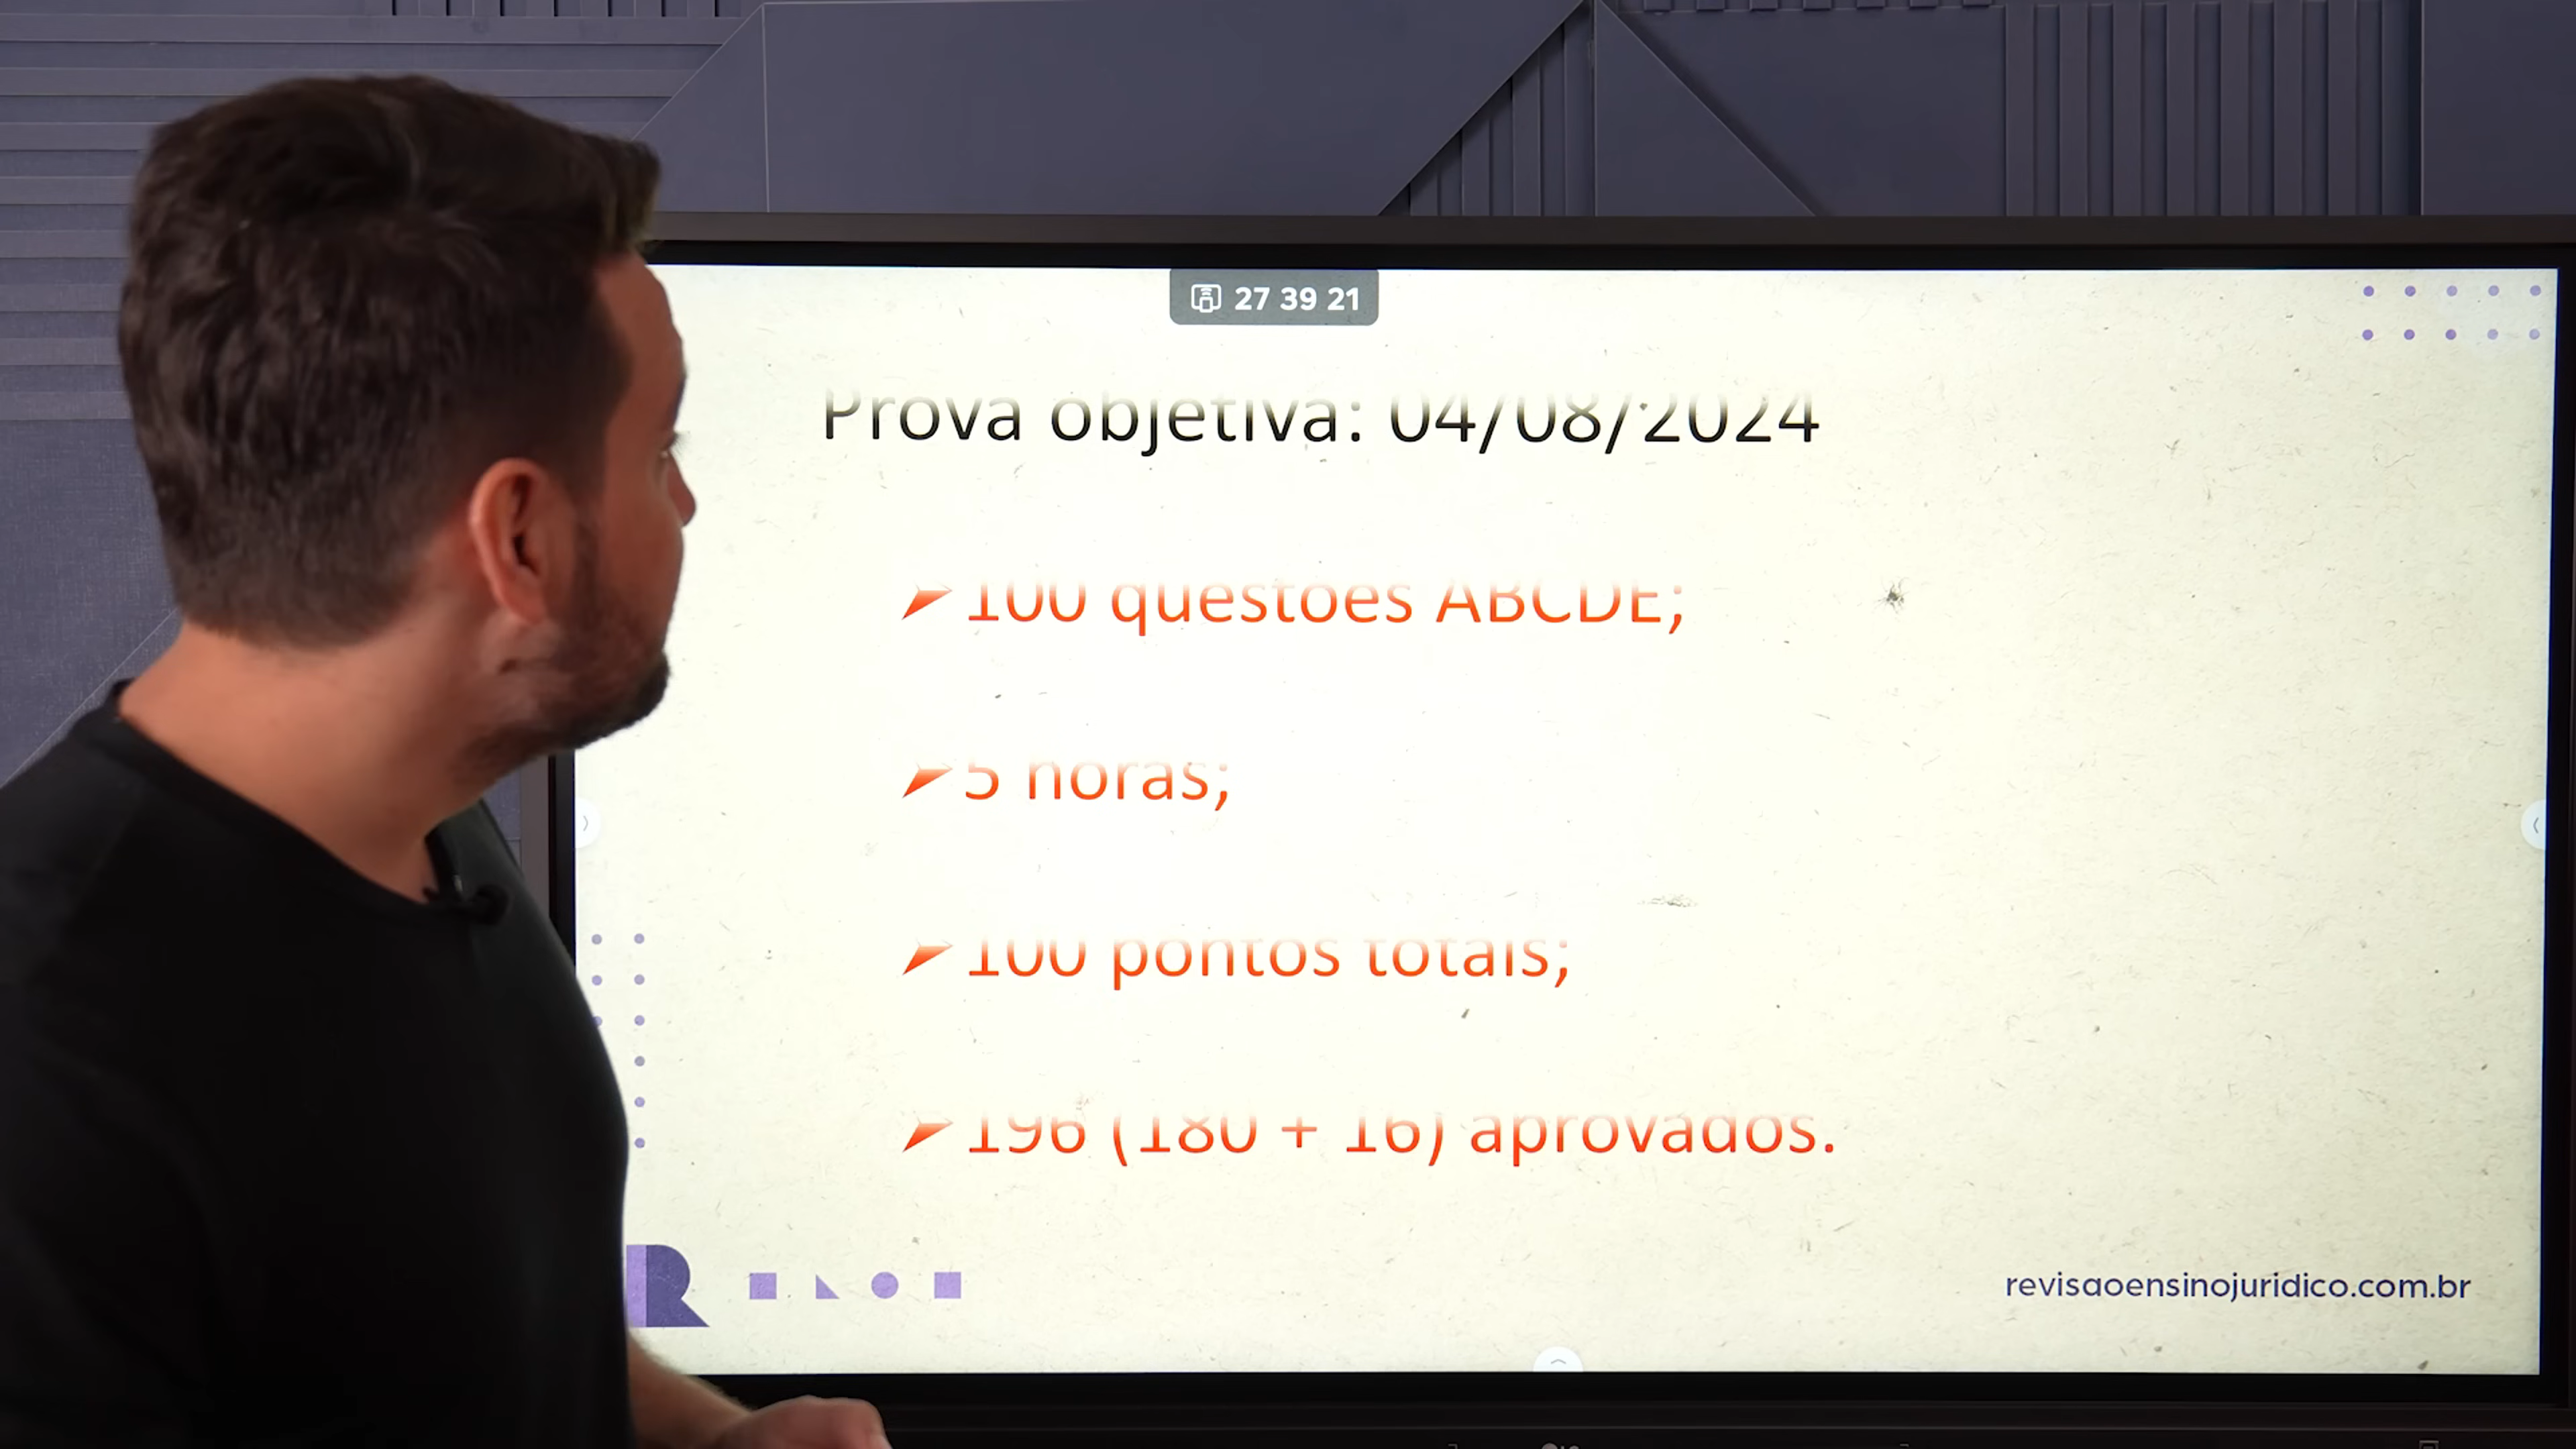 27 39 21
Prova objetiva: 04/08/2024
100 questões ABCDE;
5 horas;
100 pontos totais;
196 (180 + 16) aprovados.
R
revisaoensinojuridico.com.br